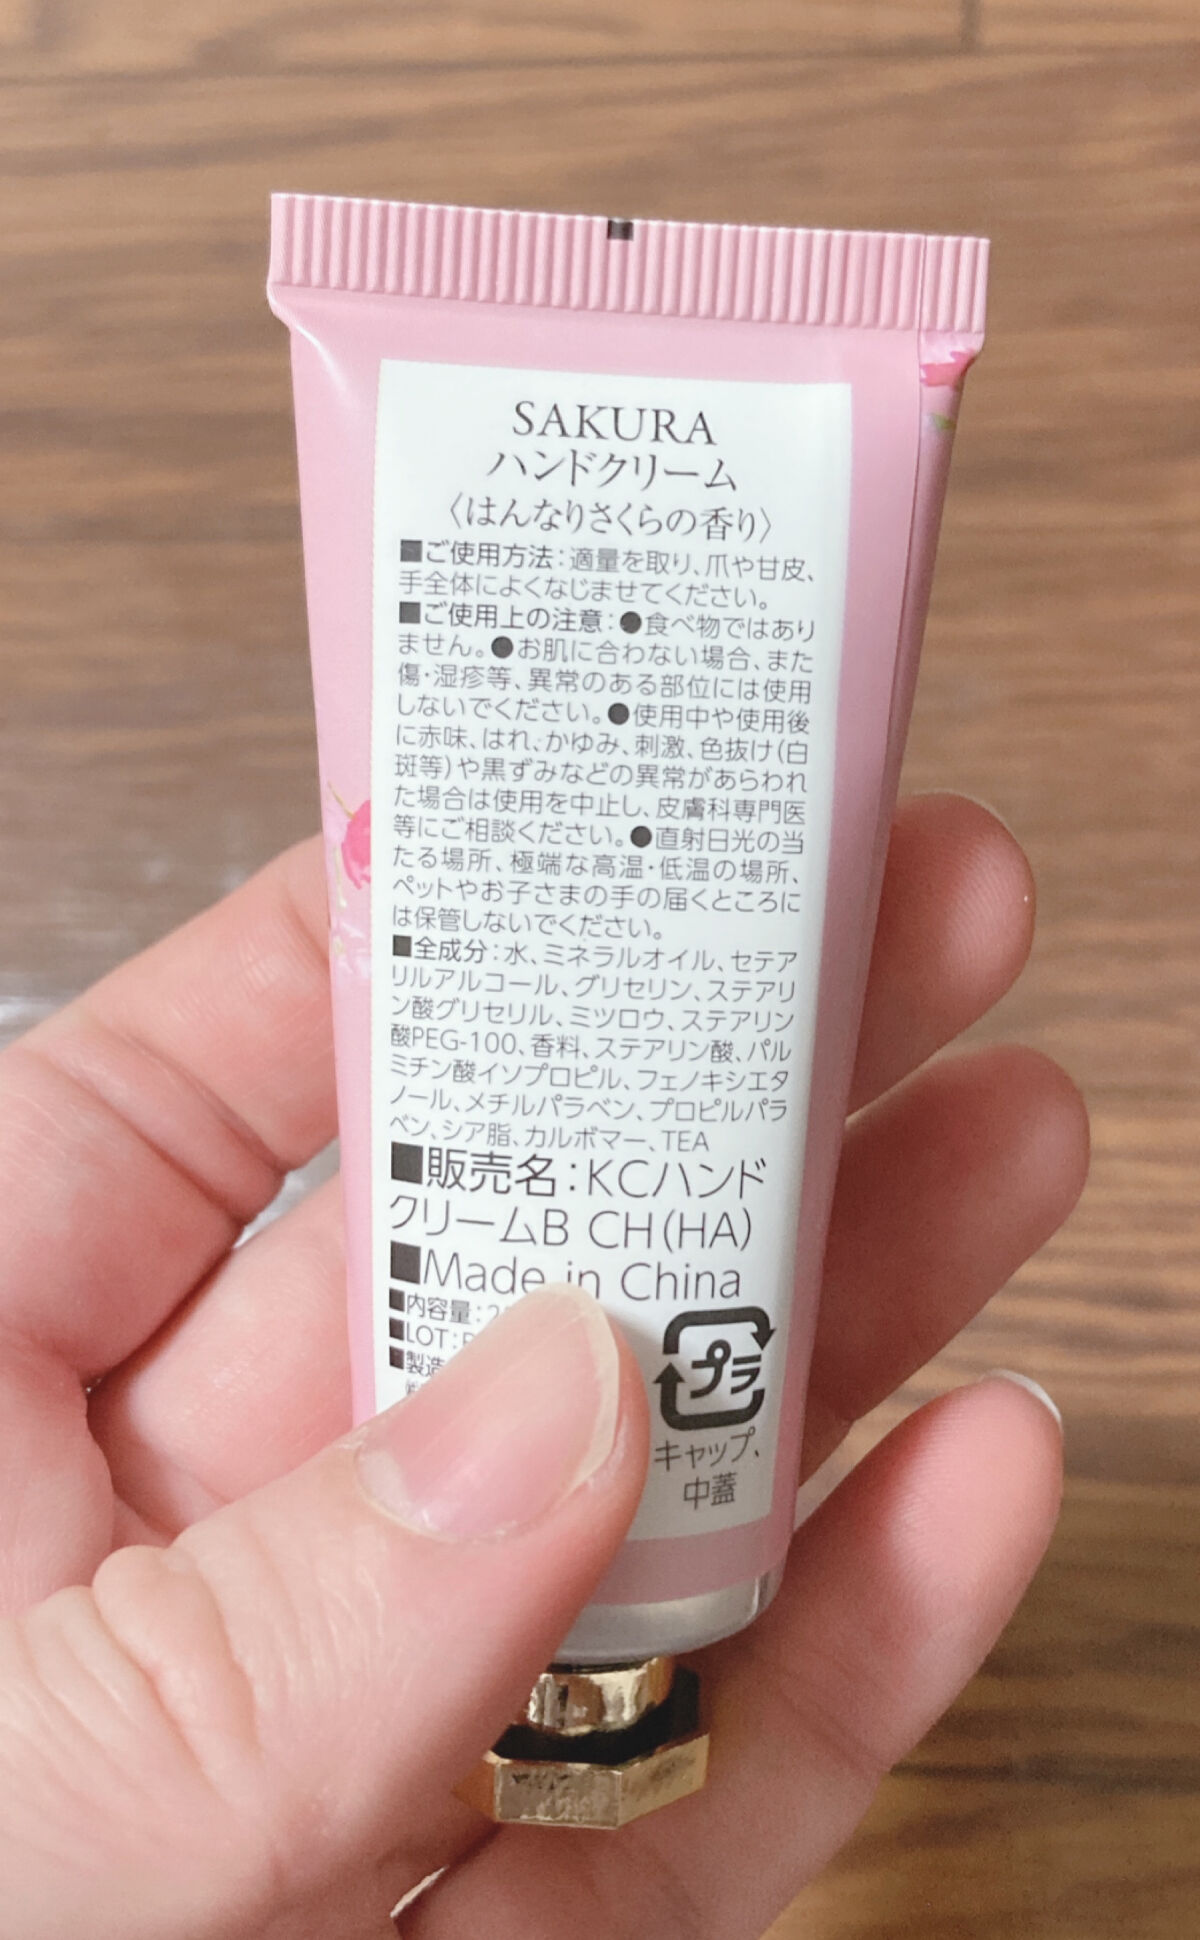 SAKURA
ハンドクリーム
〈はんなりさくらの香り〉
■ご使用方法：適量を取り、爪や甘皮、
手全体によくなじませてください。
■ご使用上の注意：●食べ物ではあり
ません。●お肌に合わない場合、また
傷・湿疹等、異常のある部位には使用
しないでください。●使用中や使用後
に赤味、はれ、かゆみ、刺激、色抜け（白
斑等）や黒ずみなどの異常があらわれ
た場合は使用を中止し、皮膚科専門医
等にご相談ください。●直射日光の当
たる場所、極端な高温・低温の場所、
ペットやお子さまの手の届くところに
は保管しないでください。
■全成分：水、ミネラルオイル、セテア
リルアルコール、グリセリン、ステアリ
ン酸グリセリル、ミツロウ、ステアリン
酸PEG-100、香料、ステアリン酸、パル
ミチン酸イソプロピル、フェノキシエタ
ノール、メチルパラベン、プロピルパラ
ベン、シア脂、カルボマー、TEA
■販売名：KCハンド
クリームB CH(HA)
■Made in China
■内容量：
■LOT：
■製造
プラ
キャップ、
中蓋